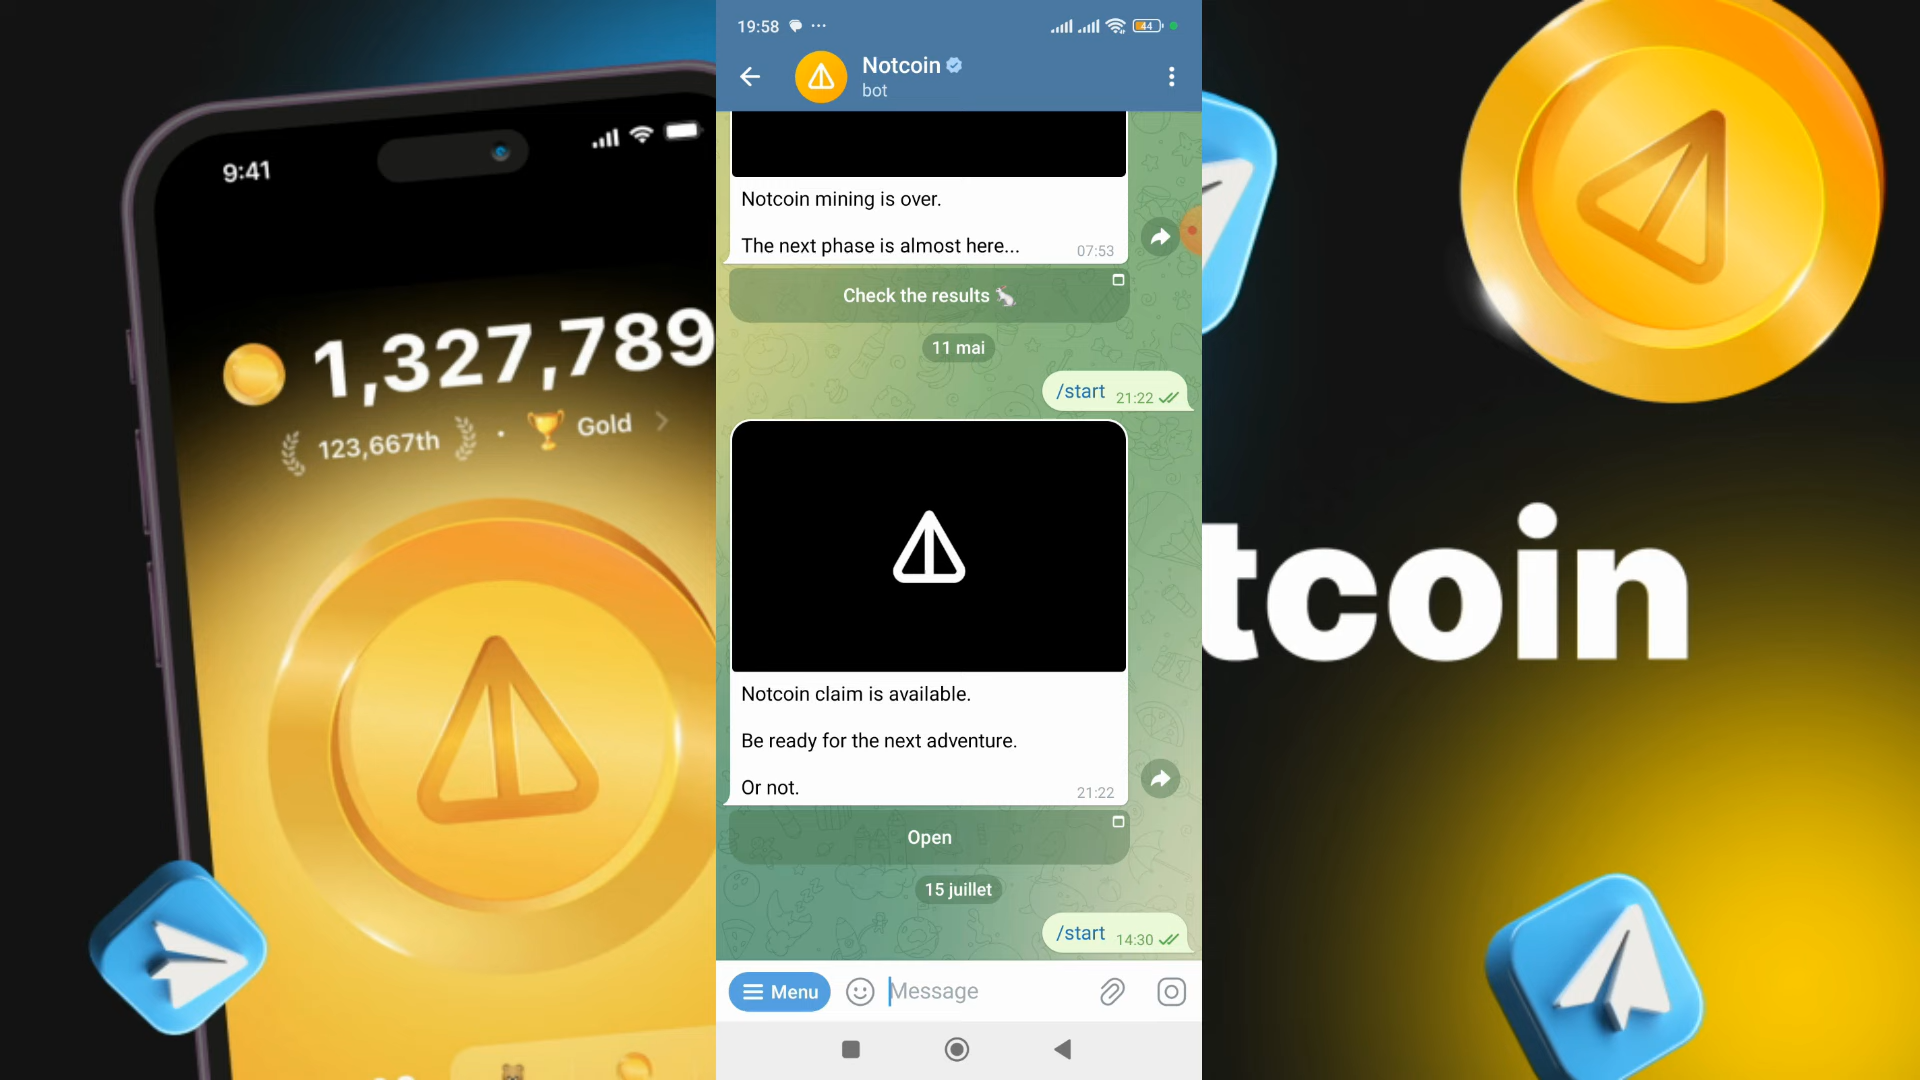 9:41
1,327,789
123,667th · Gold
19:58 ...
44
Notcoin
bot
Notcoin mining is over.
The next phase is almost here...
07:53
Check the results
11 mai
/start 21:22
Notcoin claim is available.
Be ready for the next adventure.
Or not.
21:22
Open
15 juillet
/start 14:30
Menu
Message
tcoin